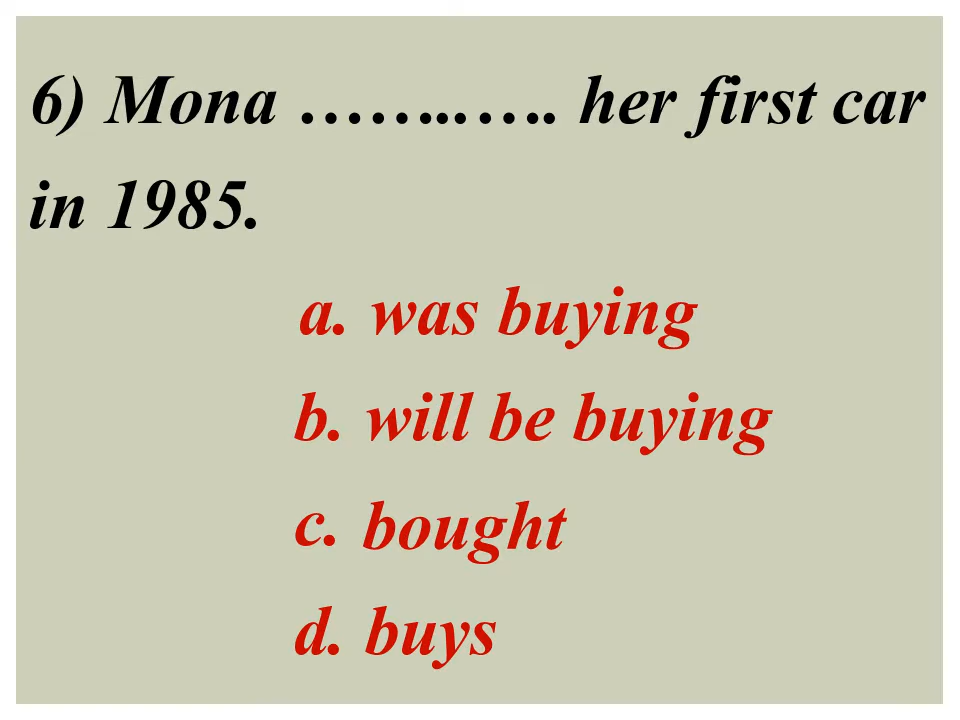 6) Mona ……..…. her first car
in 1985.
a. was buying
b. will be buying
c. bought
d. buys